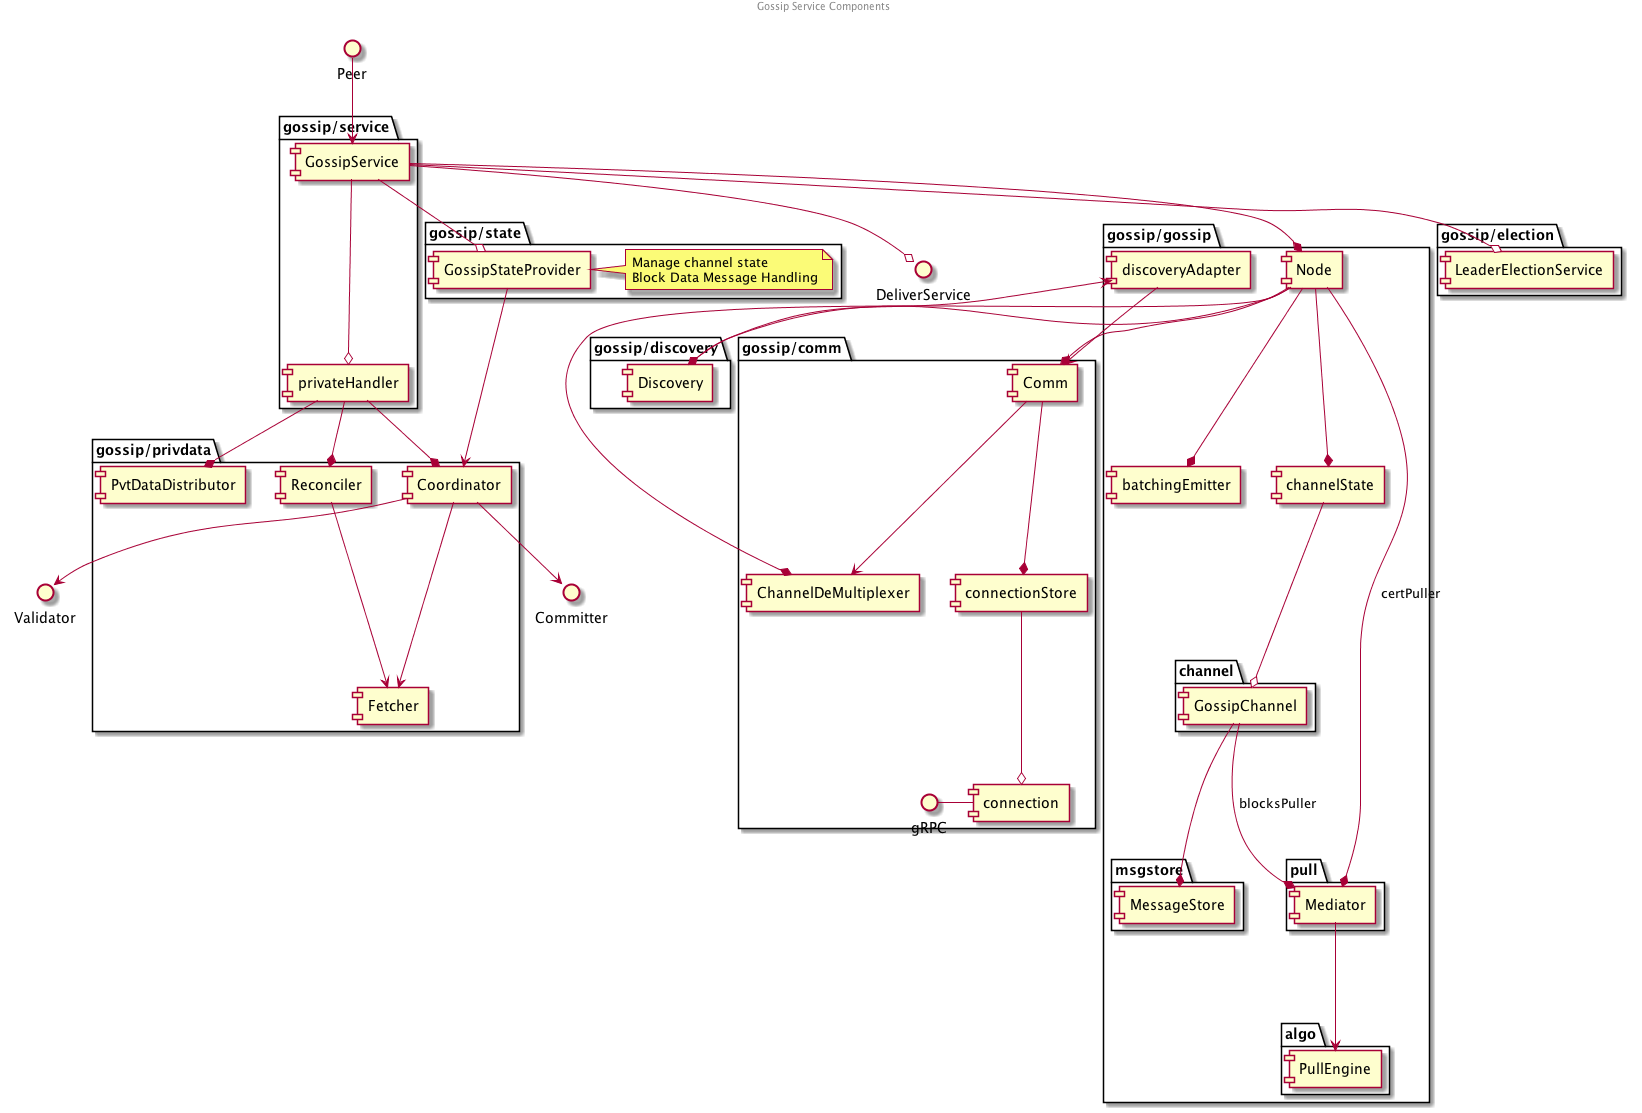 Gossip Service Components
Peer
gossip/service
GossipService
gossip/state
gossip/gossip
gossip/election
GossipStateProvider
Manage channel state
Block Data Message Handling
DeliverService
discoveryAdapter
Node
LeaderElectionService
gossip/discovery
gossip/comm
privateHandler
Discovery
Comm
gossip/privdata
PvtDataDistributor
Reconciler
Coordinator
batchingEmitter
channelState
Validator
Committer
ChannelDeMultiplexer
connectionStore
certPuller
channel
Fetcher
GossipChannel
gRPC
connection
blocksPuller
msgstore
pull
MessageStore
Mediator
algo
PullEngine